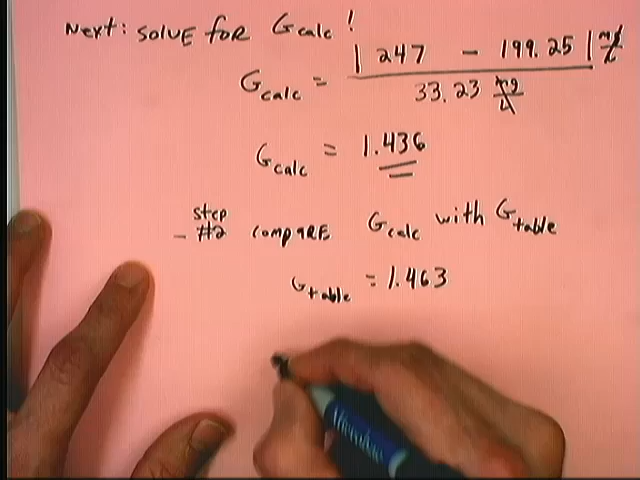 Next: solve for Gcalc!
Gcalc = | 247 - 199.25 | mg/L
33.23 mg/L
Gcalc = 1.436
step
- #2 compare Gcalc with Gtable
Gtable = 1.463